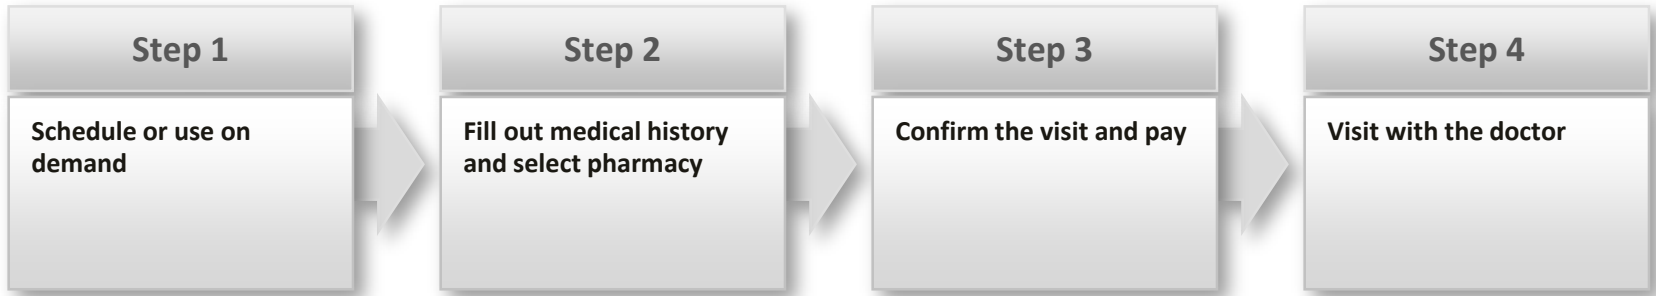 Step 1
Schedule or use on
demand
Step 2
Fill out medical history
and select pharmacy
Step 3
Confirm the visit and pay
Step 4
Visit with the doctor